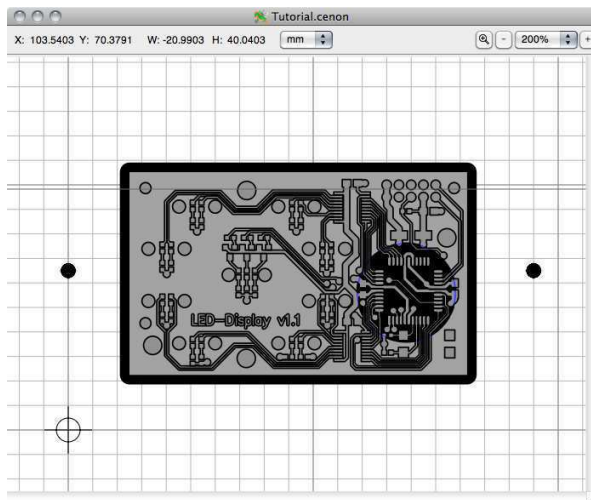 Tutorial.cenon
X: 103.5403 Y: 70.3791 W: -20.9903 H: 40.0403 mm - 200% +
LED-Display v1.1